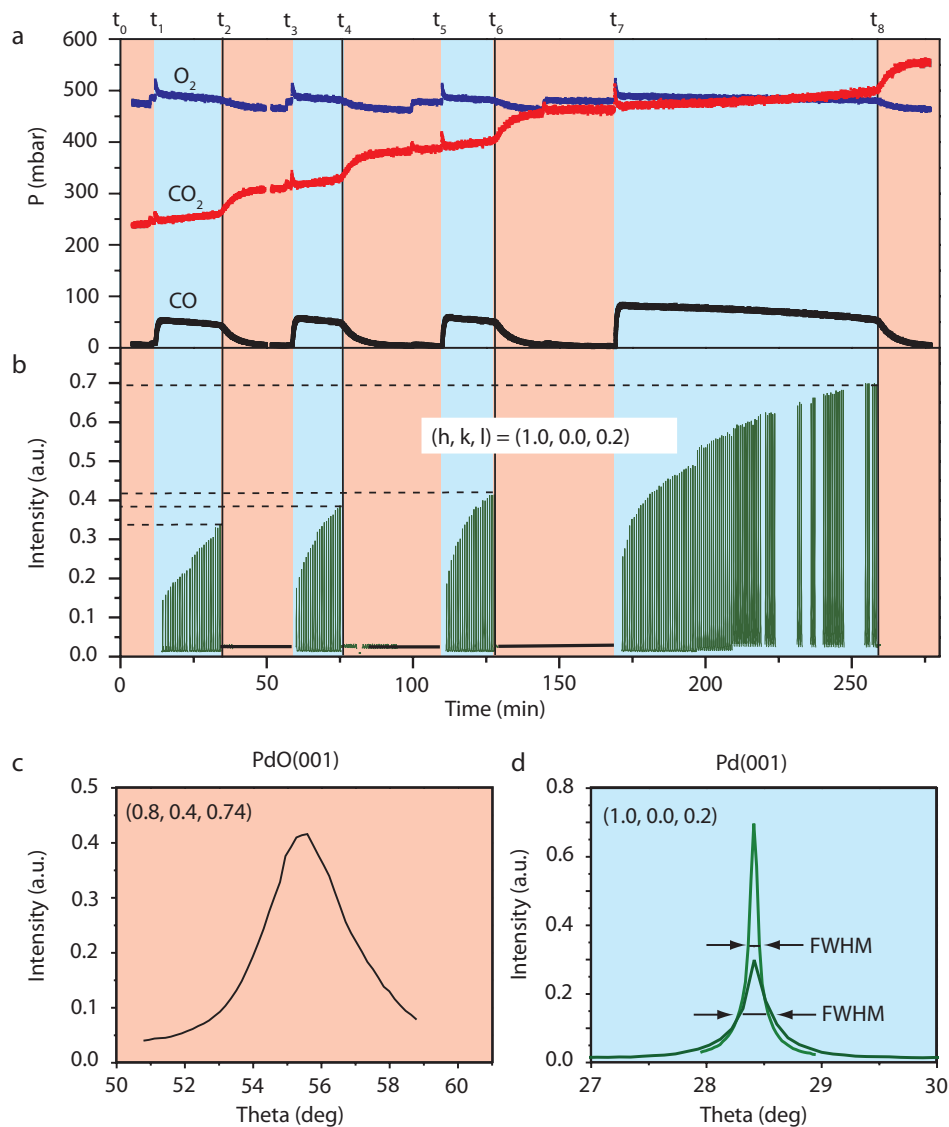 t0 t1 t2 t3 t4 t5 t6 t7 t8
a
600
500
400
300
200
100
0
P (mbar)
O2
CO2
CO
b
0.7
0.6
0.5
0.4
0.3
0.2
0.1
0.0
Intensity (a.u.)
(h, k, l) = (1.0, 0.0, 0.2)
0 50 100 150 200 250
Time (min)
c
PdO(001)
(0.8, 0.4, 0.74)
0.5
0.4
0.3
0.2
0.1
0.0
Intensity (a.u.)
50 52 54 56 58 60
Theta (deg)
d
Pd(001)
(1.0, 0.0, 0.2)
0.8
0.6
0.4
0.2
0.0
Intensity (a.u.)
FWHM
FWHM
27 28 29 30
Theta (deg)